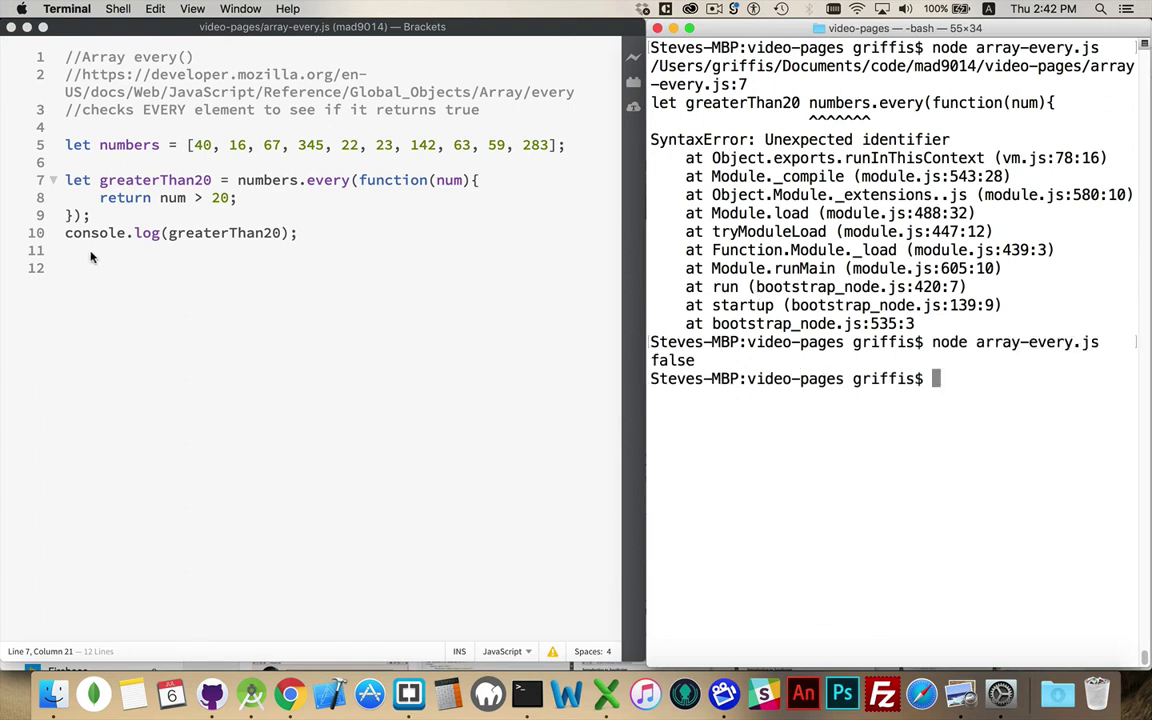 Terminal Shell Edit View Window Help
100% Thu 2:42 PM
video-pages/array-every.js (mad9014) — Brackets
1 //Array every()
2 //https://developer.mozilla.org/en-
US/docs/Web/JavaScript/Reference/Global_Objects/Array/every
3 //checks EVERY element to see if it returns true
4
5 let numbers = [40, 16, 67, 345, 22, 23, 142, 63, 59, 283];
6
7 let greaterThan20 = numbers.every(function(num){
8 return num > 20;
9 });
10 console.log(greaterThan20);
11
12
Line 7, Column 21 — 12 Lines
INS JavaScript Spaces: 4
video-pages — -bash — 55×34
Steves-MBP:video-pages griffis$ node array-every.js
/Users/griffis/Documents/code/mad9014/video-pages/array
-every.js:7
let greaterThan20 numbers.every(function(num){
^^^^^^^
SyntaxError: Unexpected identifier
at Object.exports.runInThisContext (vm.js:78:16)
at Module._compile (module.js:543:28)
at Object.Module._extensions..js (module.js:580:10)
at Module.load (module.js:488:32)
at tryModuleLoad (module.js:447:12)
at Function.Module._load (module.js:439:3)
at Module.runMain (module.js:605:10)
at run (bootstrap_node.js:420:7)
at startup (bootstrap_node.js:139:9)
at bootstrap_node.js:535:3
Steves-MBP:video-pages griffis$ node array-every.js
false
Steves-MBP:video-pages griffis$